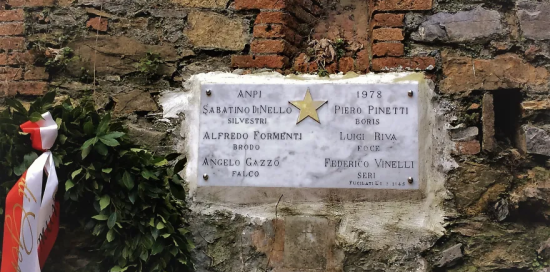 ANPI 1978
SABATINO DI NELLO
SILVESTRI
ALFREDO FORMENTI
BRODO
ANGELO GAZZO
FALCO
PIERO PINETTI
BORIS
LUIGI RIVA
FEDERICO VINELLI
SERI
FUCILATI